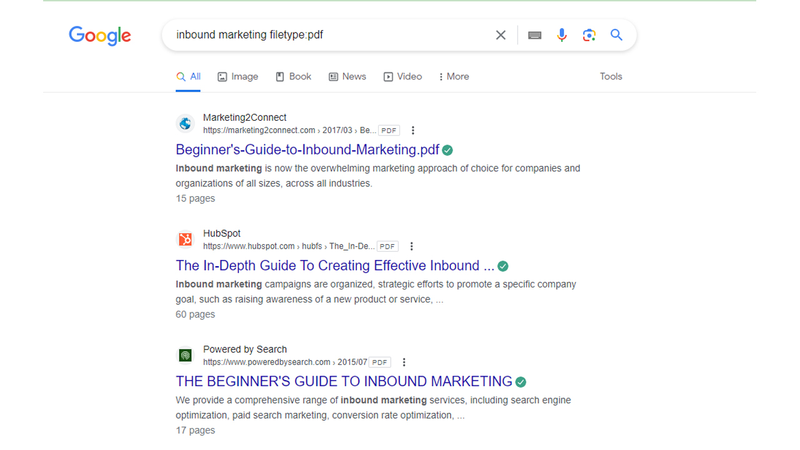 Google
inbound marketing filetype:pdf
All Image Book News Video More Tools
Marketing2Connect
https://marketing2connect.com › 2017/03 › Be... PDF
Beginner's-Guide-to-Inbound-Marketing.pdf
Inbound marketing is now the overwhelming marketing approach of choice for companies and
organizations of all sizes, across all industries.
15 pages
HubSpot
https://www.hubspot.com › hubfs › The_In-De... PDF
The In-Depth Guide To Creating Effective Inbound ...
Inbound marketing campaigns are organized, strategic efforts to promote a specific company
goal, such as raising awareness of a new product or service, ...
60 pages
Powered by Search
https://www.poweredbysearch.com › 2015/07 PDF
THE BEGINNER'S GUIDE TO INBOUND MARKETING
We provide a comprehensive range of inbound marketing services, including search engine
optimization, paid search marketing, conversion rate optimization, ...
17 pages